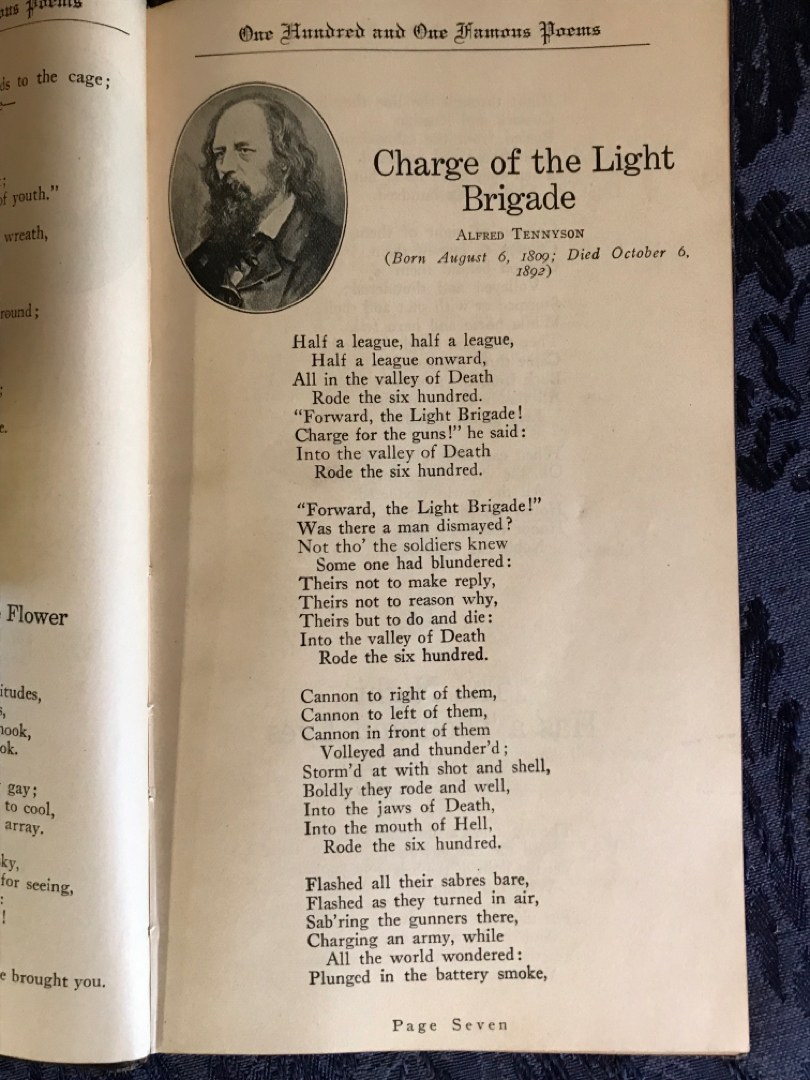 ous Poems
ds to the cage;
of youth."
wreath,
round;
e.
Flower
itudes,
s,
nook,
ok.
gay;
to cool,
array.
ky,
for seeing,
:
!
e brought you.
One Hundred and One Famous Poems
Charge of the Light
Brigade
ALFRED TENNYSON
(Born August 6, 1809; Died October 6,
1892)
Half a league, half a league,
Half a league onward,
All in the valley of Death
Rode the six hundred.
"Forward, the Light Brigade!
Charge for the guns!" he said:
Into the valley of Death
Rode the six hundred.
"Forward, the Light Brigade!"
Was there a man dismayed?
Not tho' the soldiers knew
Some one had blundered:
Theirs not to make reply,
Theirs not to reason why,
Theirs but to do and die:
Into the valley of Death
Rode the six hundred.
Cannon to right of them,
Cannon to left of them,
Cannon in front of them
Volleyed and thunder'd;
Storm'd at with shot and shell,
Boldly they rode and well,
Into the jaws of Death,
Into the mouth of Hell,
Rode the six hundred.
Flashed all their sabres bare,
Flashed as they turned in air,
Sab'ring the gunners there,
Charging an army, while
All the world wondered:
Plunged in the battery smoke,
Page Seven